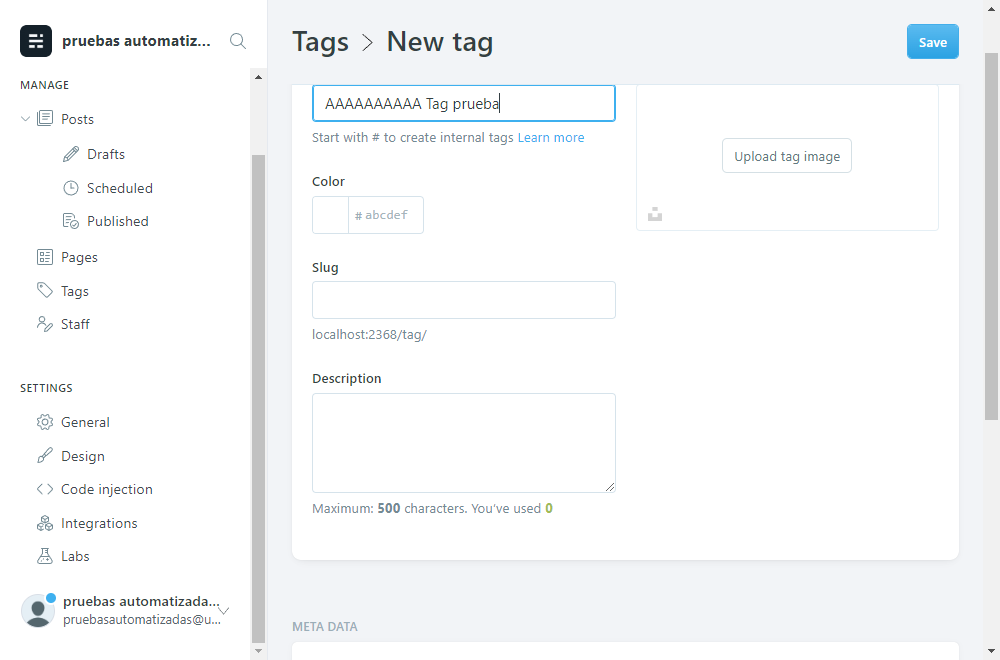 pruebas automatiz...
MANAGE
Posts
Drafts
Scheduled
Published
Pages
Tags
Staff
SETTINGS
General
Design
Code injection
Integrations
Labs
pruebas automatizada...
pruebasautomatizadas@u...
Tags > New tag
Save
AAAAAAAAAA Tag prueba
Start with # to create internal tags Learn more
Upload tag image
Color
# abcdef
Slug
localhost:2368/tag/
Description
Maximum: 500 characters. You've used 0
META DATA